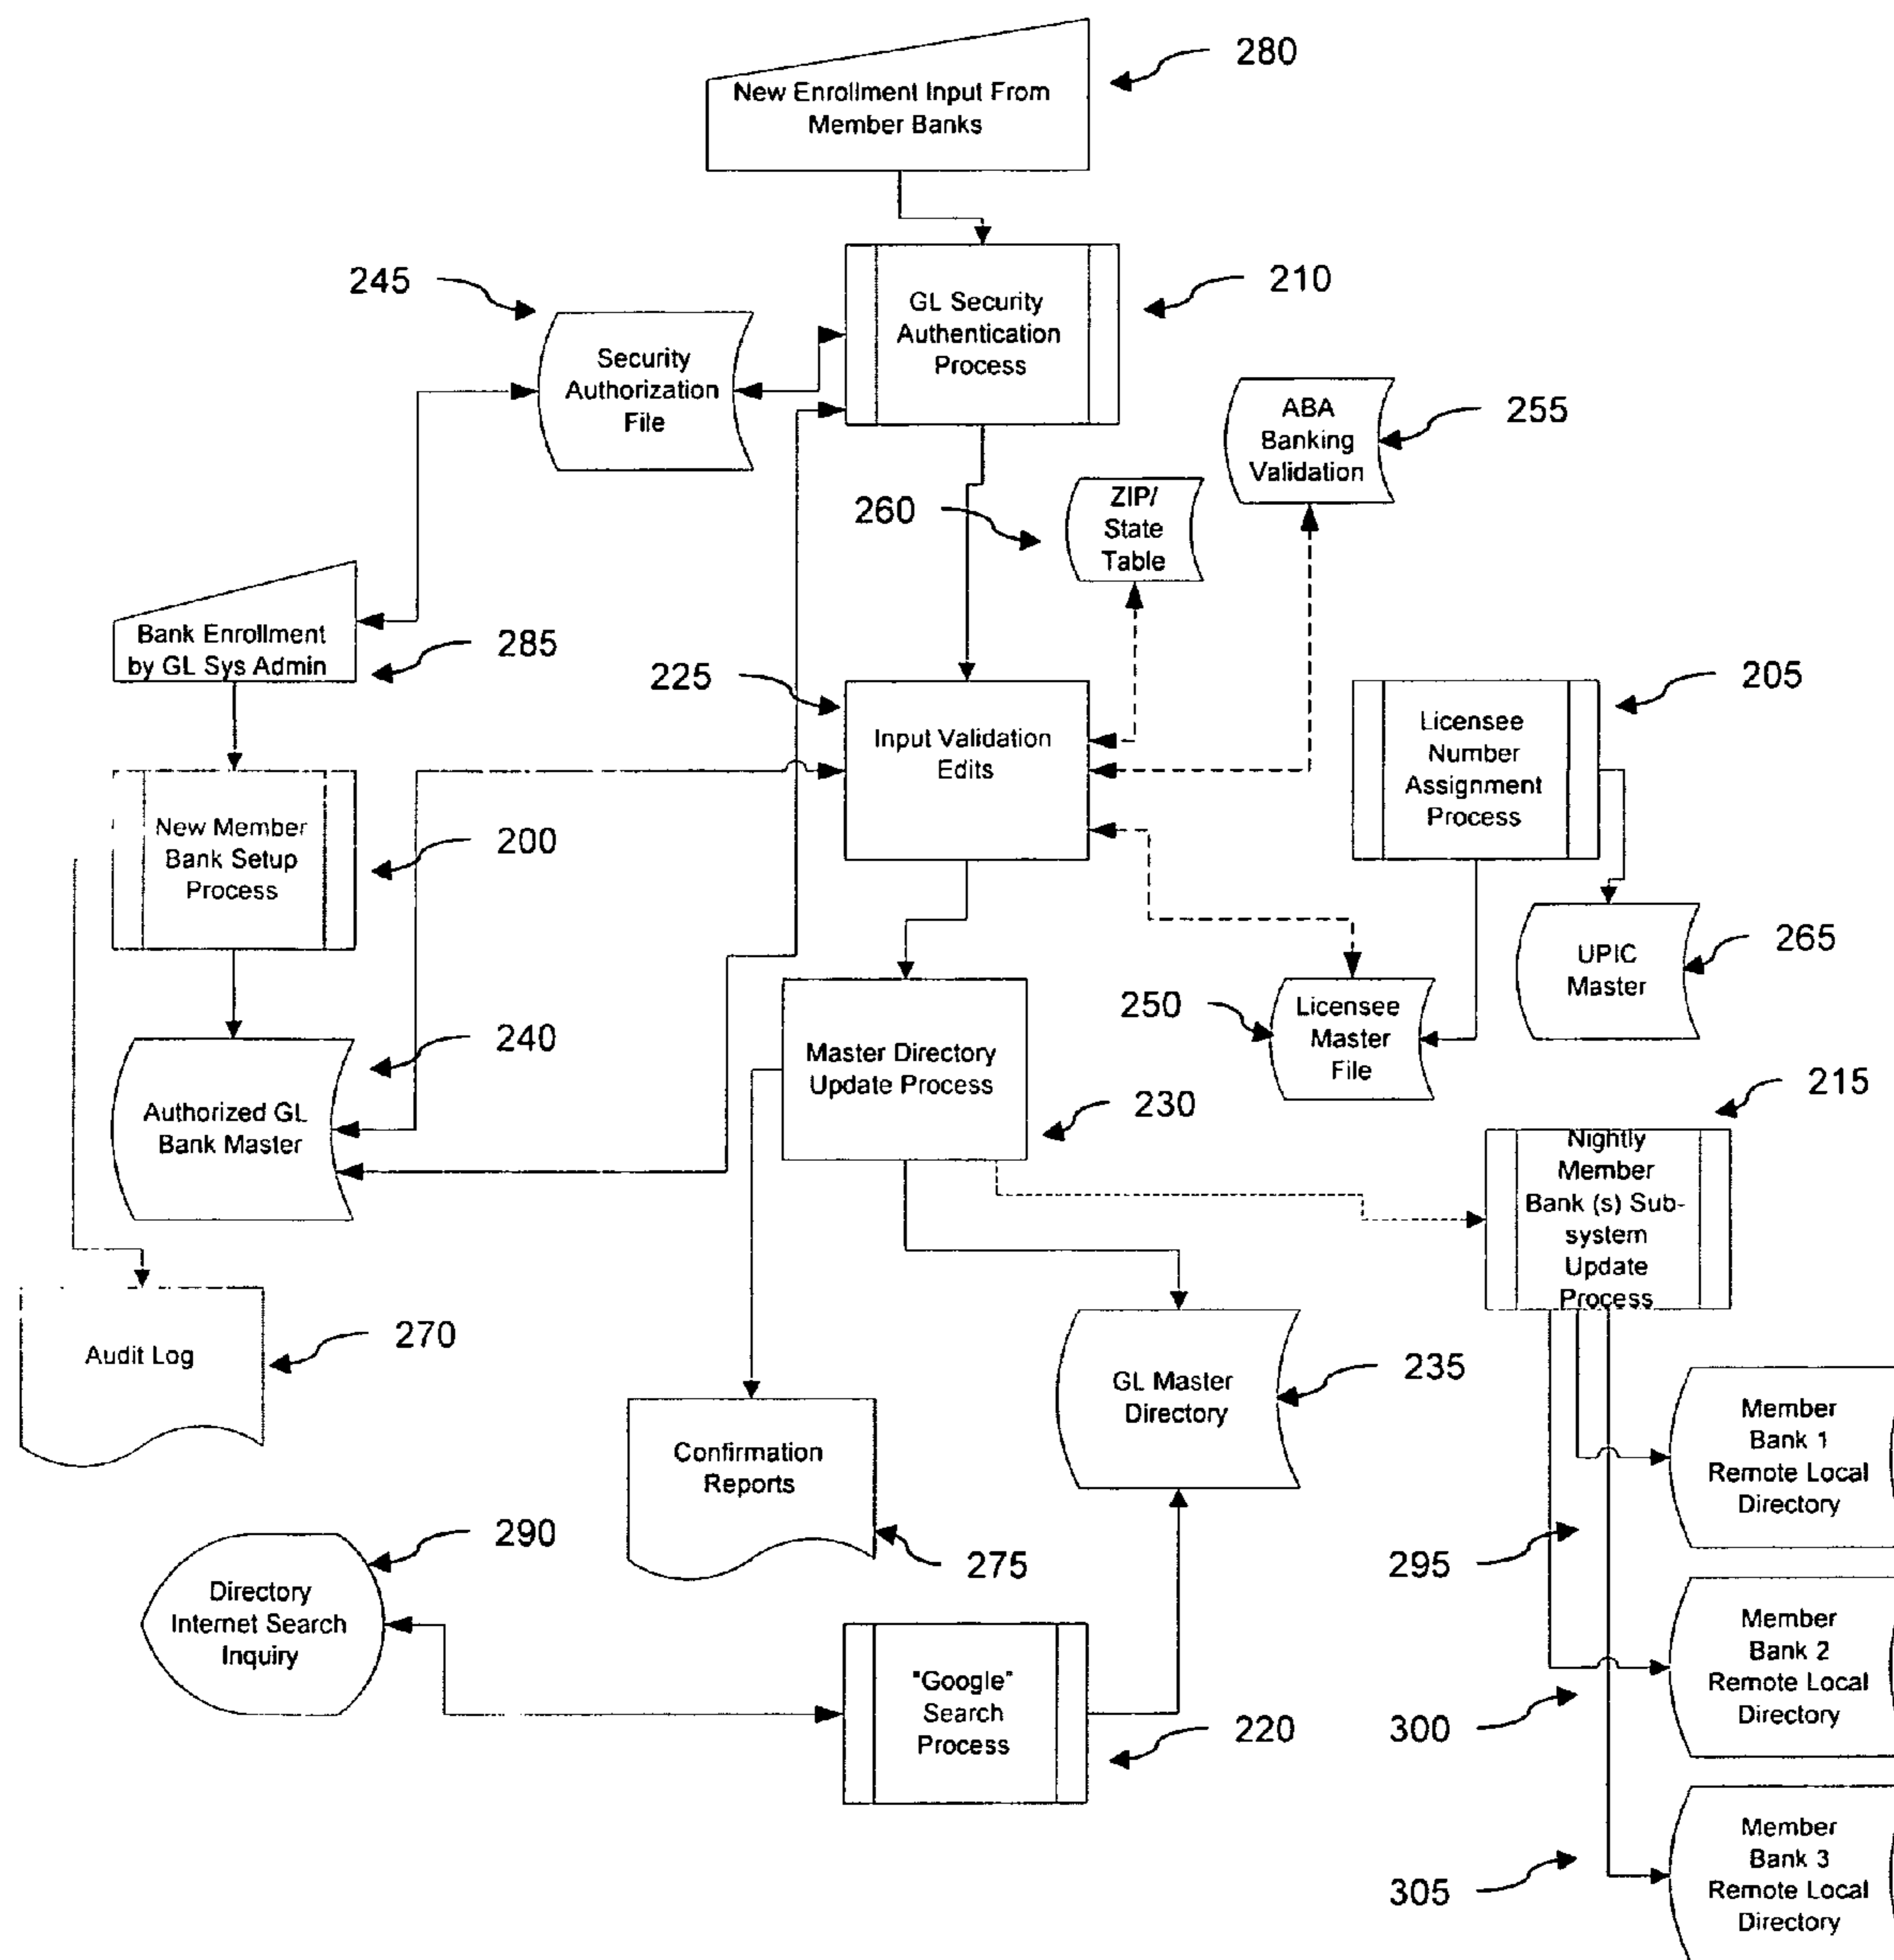 280
New Enrollment Input From
Member Banks
245
210
GL Security
Authentication
Process
Security
Authorization
File
255
ABA
Banking
Validation
260
ZIP/
State
Table
Bank Enrollment
by GL Sys Admin
285
225
205
Input Validation
Edits
Licensee
Number
Assignment
Process
New Member
Bank Setup
Process
200
265
UPIC
Master
250
Licensee
Master
File
240
Master Directory
Update Process
230
215
Authorized GL
Bank Master
Nightly
Member
Bank (s) Sub-
system
Update
Process
Audit Log
270
GL Master
Directory
235
Member
Bank 1
Remote Local
Directory
Confirmation
Reports
275
290
295
Directory
Internet Search
Inquiry
Member
Bank 2
Remote Local
Directory
"Google"
Search
Process
220
300
Member
Bank 3
Remote Local
Directory
305